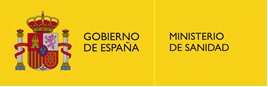 GOBIERNO
DE ESPAÑA
MINISTERIO
DE SANIDAD